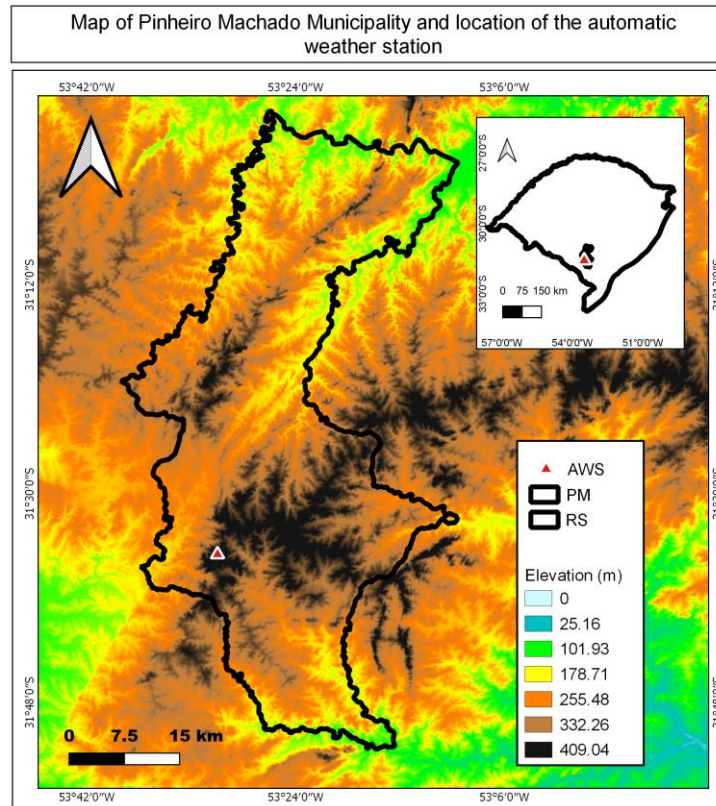 Map of Pinheiro Machado Municipality and location of the automatic
weather station
53°42'0"W 53°24'0"W 53°6'0"W
31°12'0"S
31°30'0"S
31°48'0"S
27°0'0"S
30°0'0"S
33°0'0"S
0 75 150 km
57°0'0"W 54°0'0"W 51°0'0"W
31°12'0"S
AWS
PM
RS
Elevation (m)
0
25.16
101.93
178.71
255.48
332.26
409.04
0 7.5 15 km
53°42'0"W 53°24'0"W 53°6'0"W